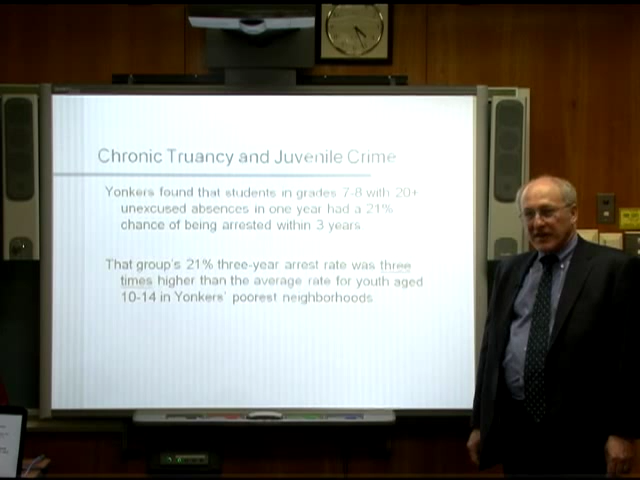 Chronic Truancy and Juvenile Crime
Yonkers found that students in grades 7-8 with 20+
unexcused absences in one year had a 21%
chance of being arrested within 3 years
That group's 21% three-year arrest rate was three
times higher than the average rate for youth aged
10-14 in Yonkers' poorest neighborhoods